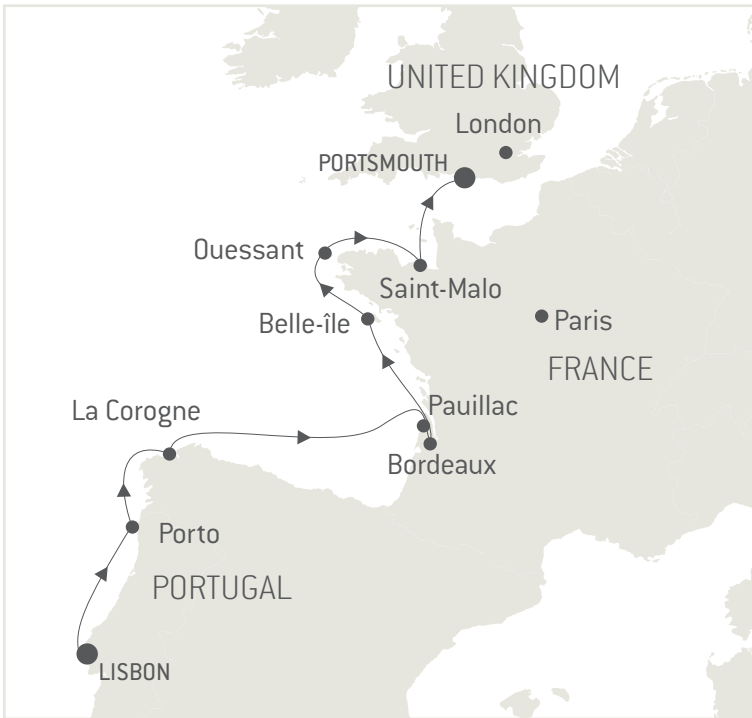 UNITED KINGDOM
London
PORTSMOUTH
Ouessant
Saint-Malo
Belle-île
Paris
FRANCE
La Corogne
Pauillac
Bordeaux
Porto
PORTUGAL
LISBON